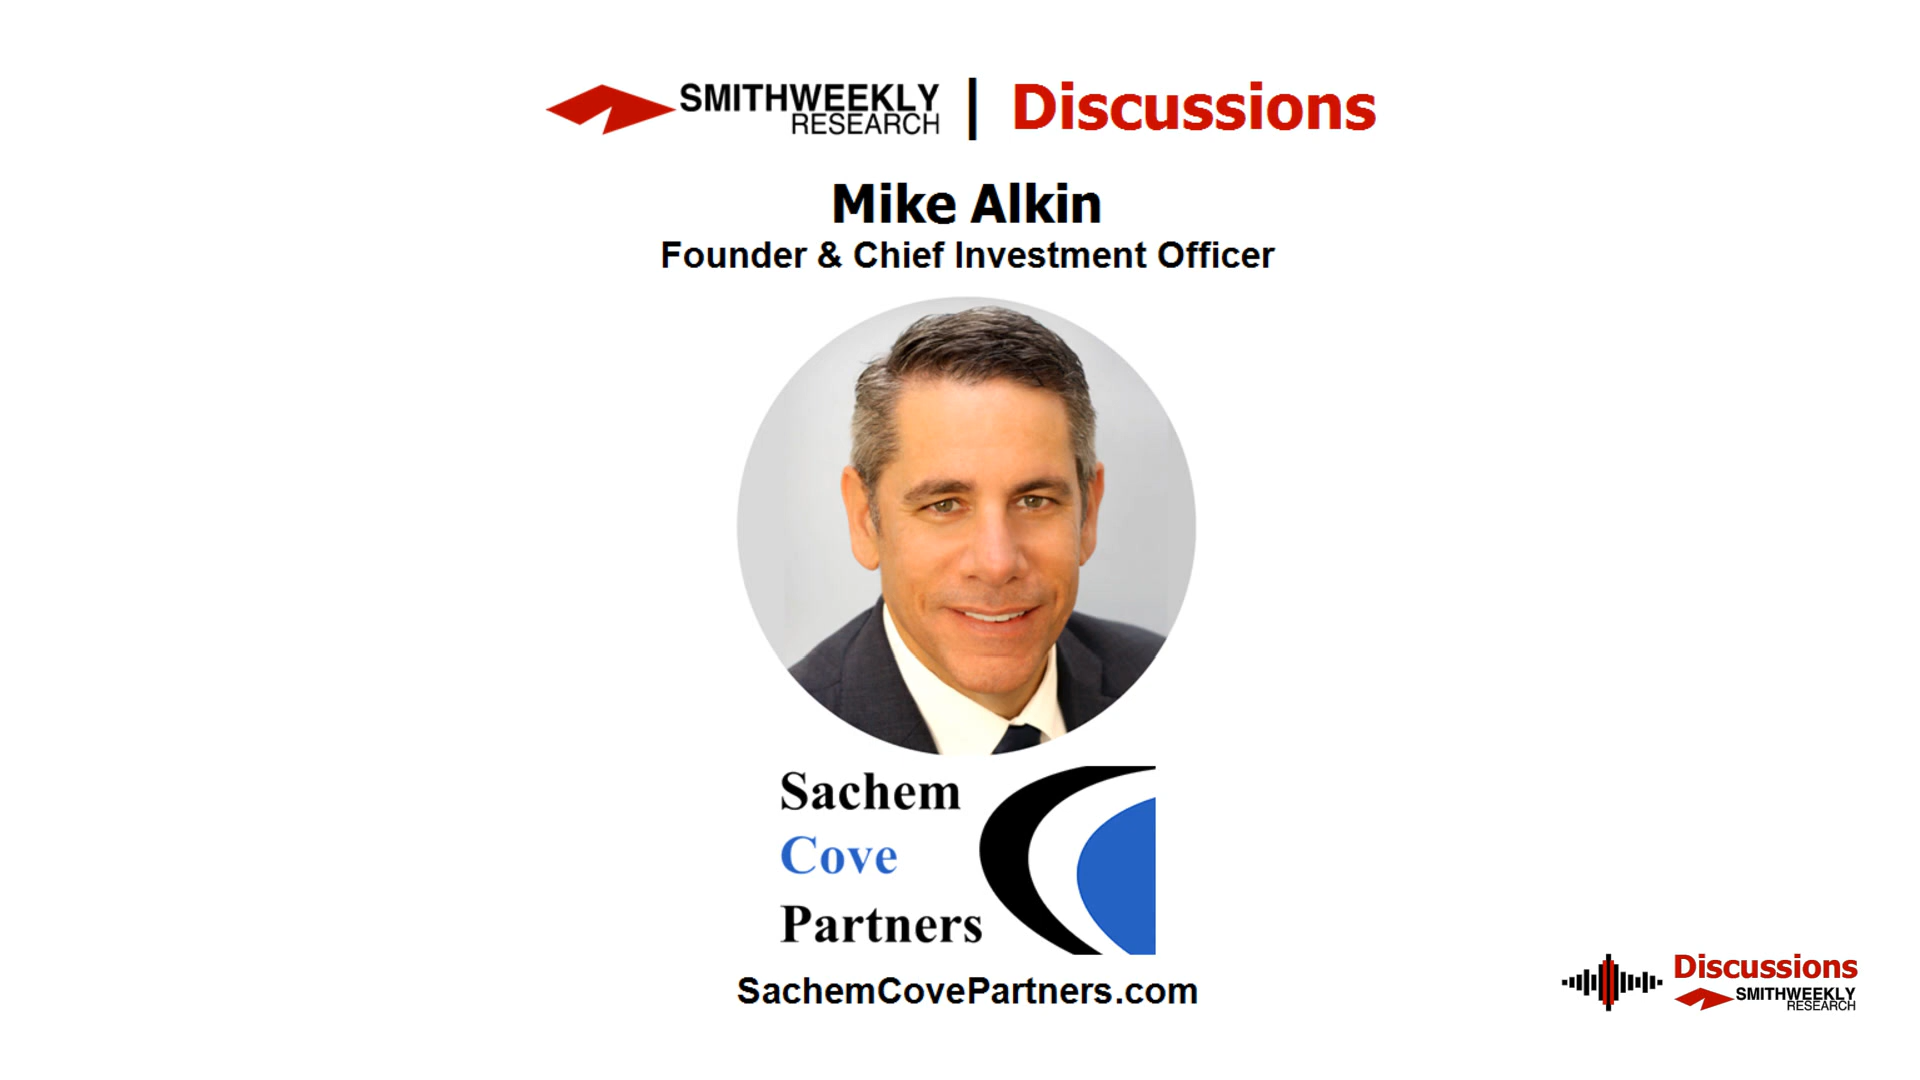 SMITHWEEKLY
RESEARCH
| Discussions
Mike Alkin
Founder & Chief Investment Officer
Sachem
Cove
Partners
SachemCovePartners.com
Discussions
SMITHWEEKLY
RESEARCH